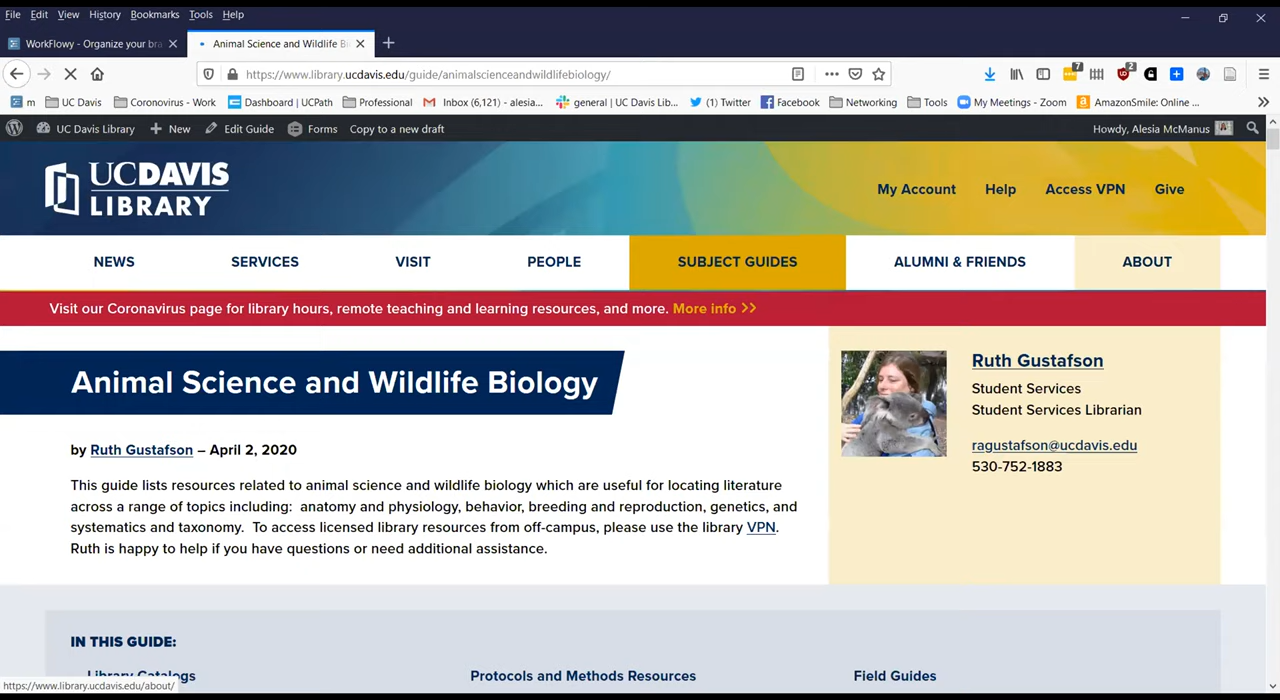 File Edit View History Bookmarks Tools Help
WorkFlowy - Organize your bra
Animal Science and Wildlife Bi
https://www.library.ucdavis.edu/guide/animalscienceandwildlifebiology/
7
2
m UC Davis Coronovirus - Work Dashboard | UCPath Professional Inbox (6,121) - alesia... general | UC Davis Lib... (1) Twitter Facebook Networking Tools My Meetings - Zoom AmazonSmile: Online ...
UC Davis Library New Edit Guide Forms Copy to a new draft Howdy, Alesia McManus
UCDAVIS
LIBRARY
My Account Help Access VPN Give
NEWS SERVICES VISIT PEOPLE SUBJECT GUIDES ALUMNI & FRIENDS ABOUT
Visit our Coronavirus page for library hours, remote teaching and learning resources, and more. More info >>
Animal Science and Wildlife Biology
by Ruth Gustafson – April 2, 2020
This guide lists resources related to animal science and wildlife biology which are useful for locating literature
across a range of topics including: anatomy and physiology, behavior, breeding and reproduction, genetics, and
systematics and taxonomy. To access licensed library resources from off-campus, please use the library VPN.
Ruth is happy to help if you have questions or need additional assistance.
Ruth Gustafson
Student Services
Student Services Librarian
ragustafson@ucdavis.edu
530-752-1883
IN THIS GUIDE:
Library Catalogs Protocols and Methods Resources Field Guides
https://www.library.ucdavis.edu/about/